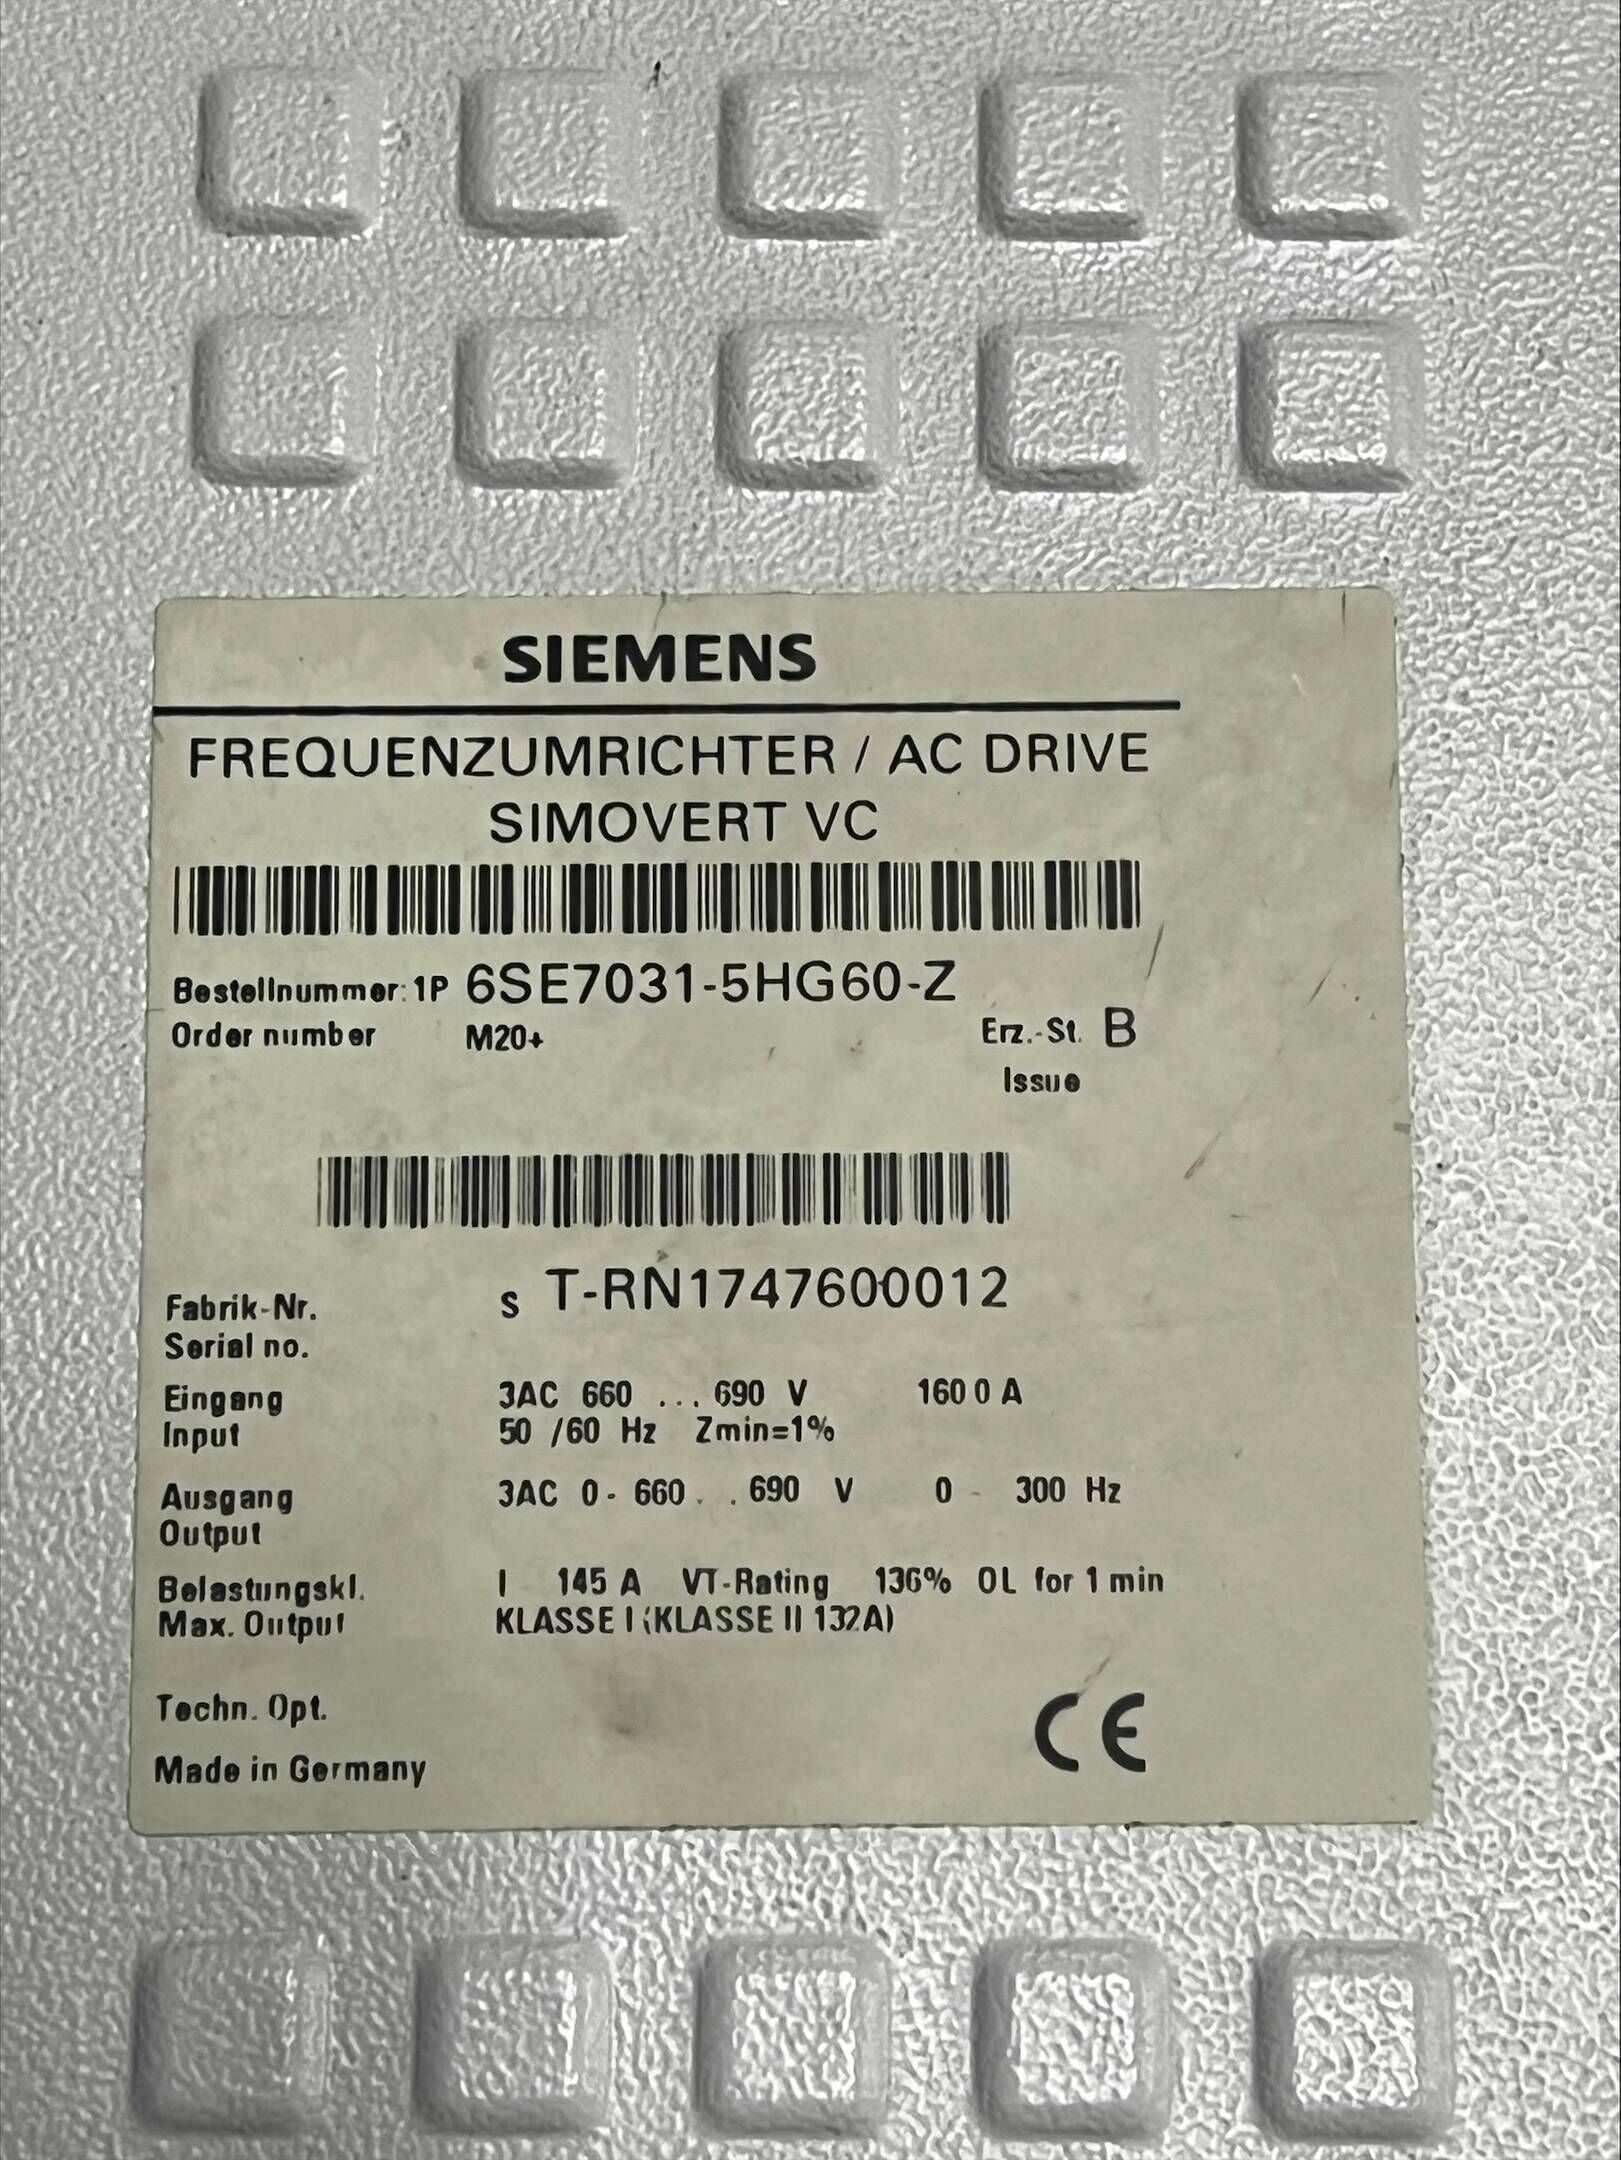 SIEMENS
FREQUENZUMRICHTER / AC DRIVE
SIMOVERT VC
Bestellnummer: 1P 6SE7031-5HG60-Z
Order number M20+ Erz.-St. B
Issue
Fabrik-Nr. S T-RN1747600012
Serial no.
Eingang 3AC 660 ... 690 V 160 0 A
Input 50 /60 Hz Zmin=1%
Ausgang 3AC 0- 660 . . 690 V 0 - 300 Hz
Output
Belastungskl. I 145 A VT-Rating 136% OL for 1 min
Max. Output KLASSE I (KLASSE II 132A)
Techn. Opt.
Made in Germany CE